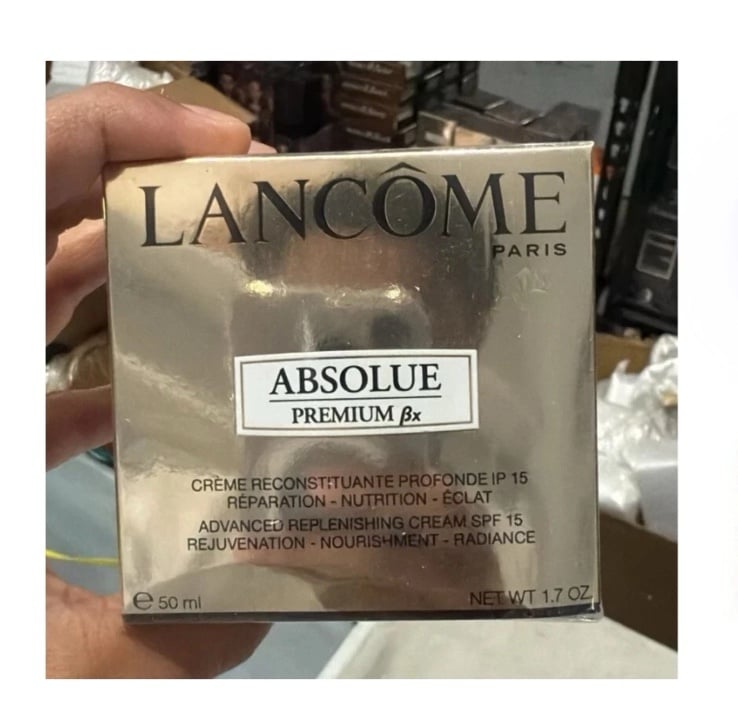 LANCÔME
PARIS
ABSOLUE
PREMIUM βx
CRÈME RECONSTITUANTE PROFONDE IP 15
RÉPARATION - NUTRITION - ÉCLAT
ADVANCED REPLENISHING CREAM SPF 15
REJUVENATION - NOURISHMENT - RADIANCE
℮ 50 ml
NET WT 1.7 OZ